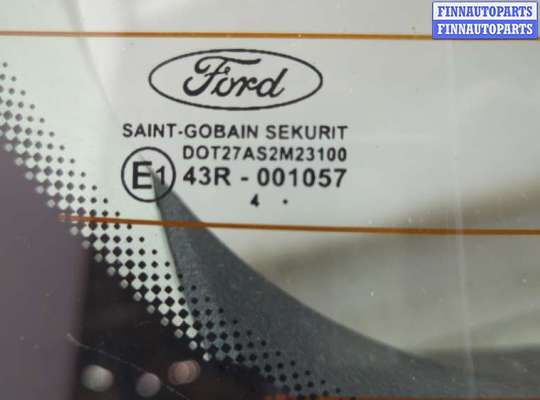 FINNAUTOPARTS
FINNAUTOPARTS
Ford
SAINT-GOBAIN SEKURIT
DOT27AS2M23100
E1 43R - 001057
4 .